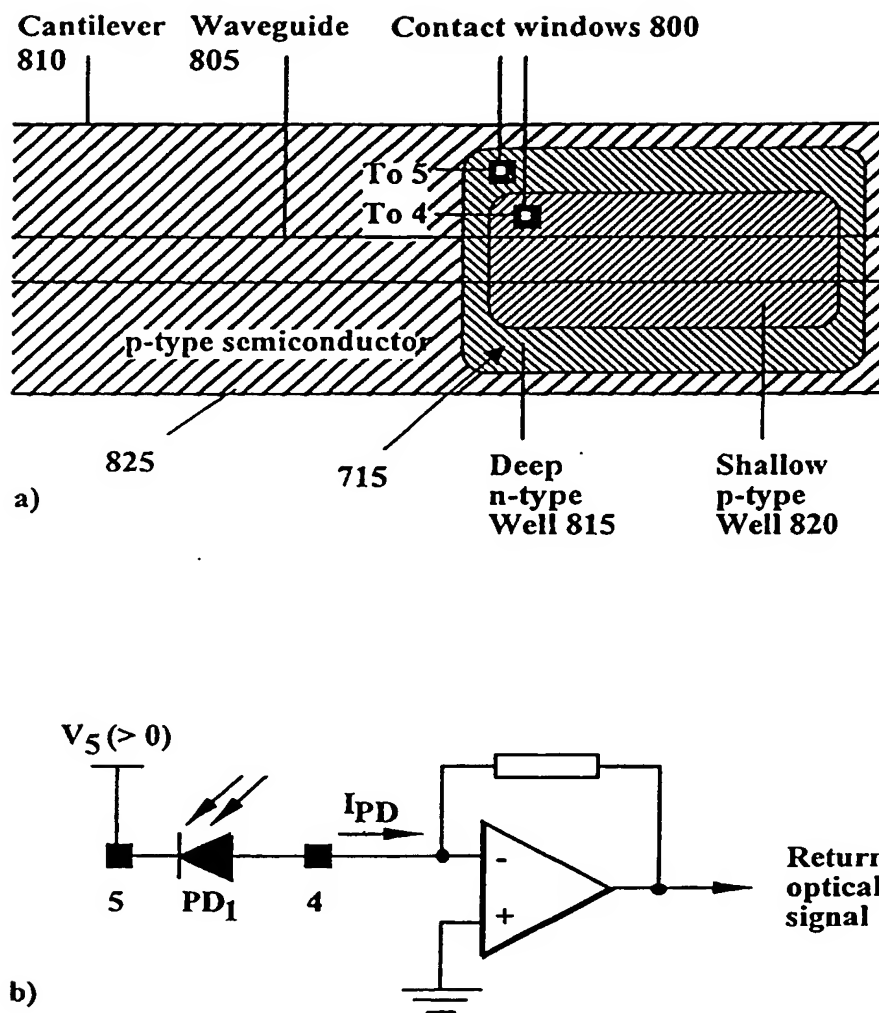 Cantilever
810
Waveguide
805
Contact windows 800
To 5
To 4
p-type semiconductor
825
715
Deep
n-type
Well 815
Shallow
p-type
Well 820
a)
V5 (> 0)
IPD
5
PD1
4
-
+
Return
optical
signal
b)